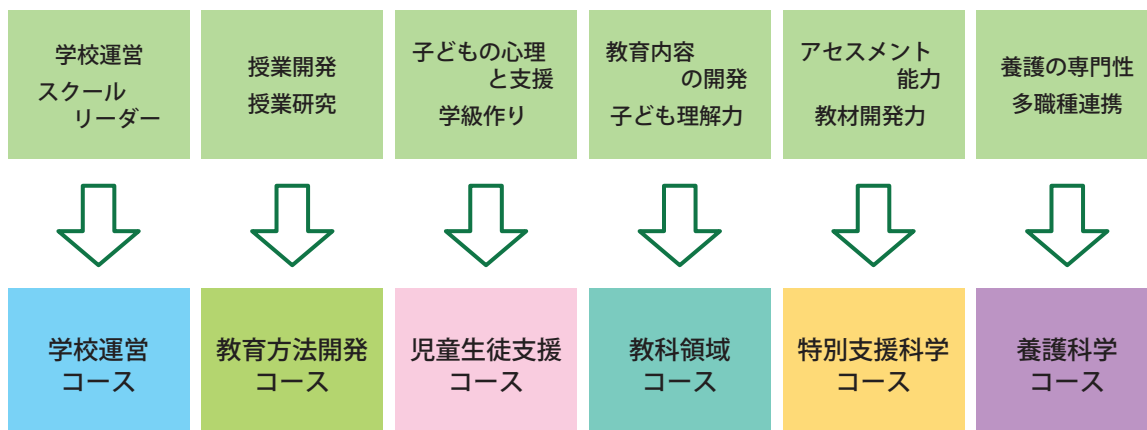 学校運営
スクール
リーダー
授業開発
授業研究
子どもの心理
と支援
学級作り
教育内容
の開発
子ども理解力
アセスメント
能力
教材開発力
養護の専門性
多職種連携
学校運営
コース
教育方法開発
コース
児童生徒支援
コース
教科領域
コース
特別支援科学
コース
養護科学
コース